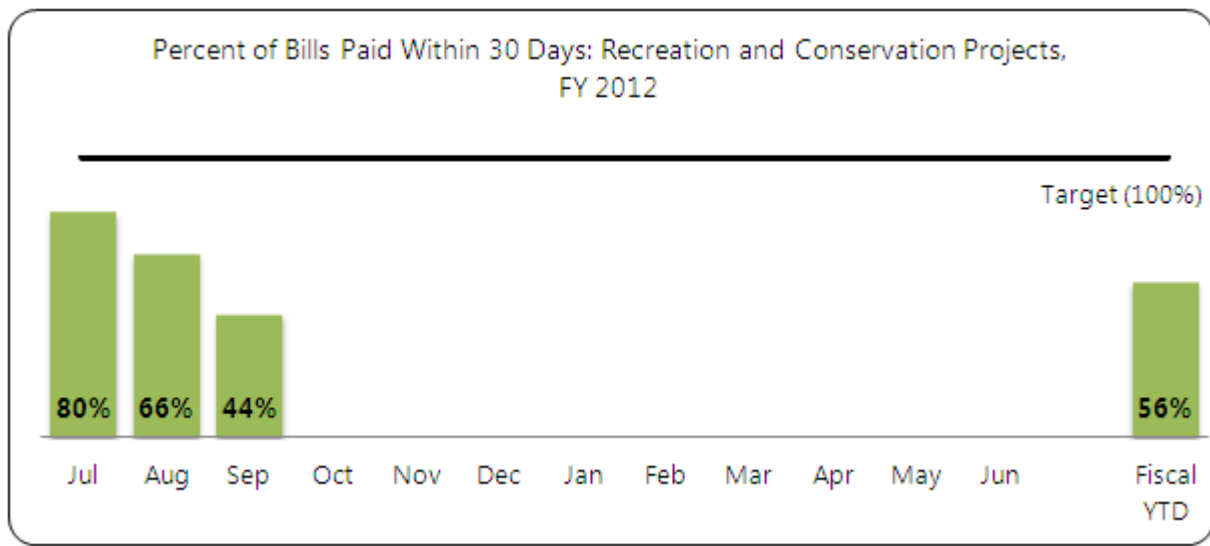 Percent of Bills Paid Within 30 Days: Recreation and Conservation Projects,
FY 2012
Target (100%)
80% 66% 44% 56%
Jul Aug Sep Oct Nov Dec Jan Feb Mar Apr May Jun Fiscal
YTD